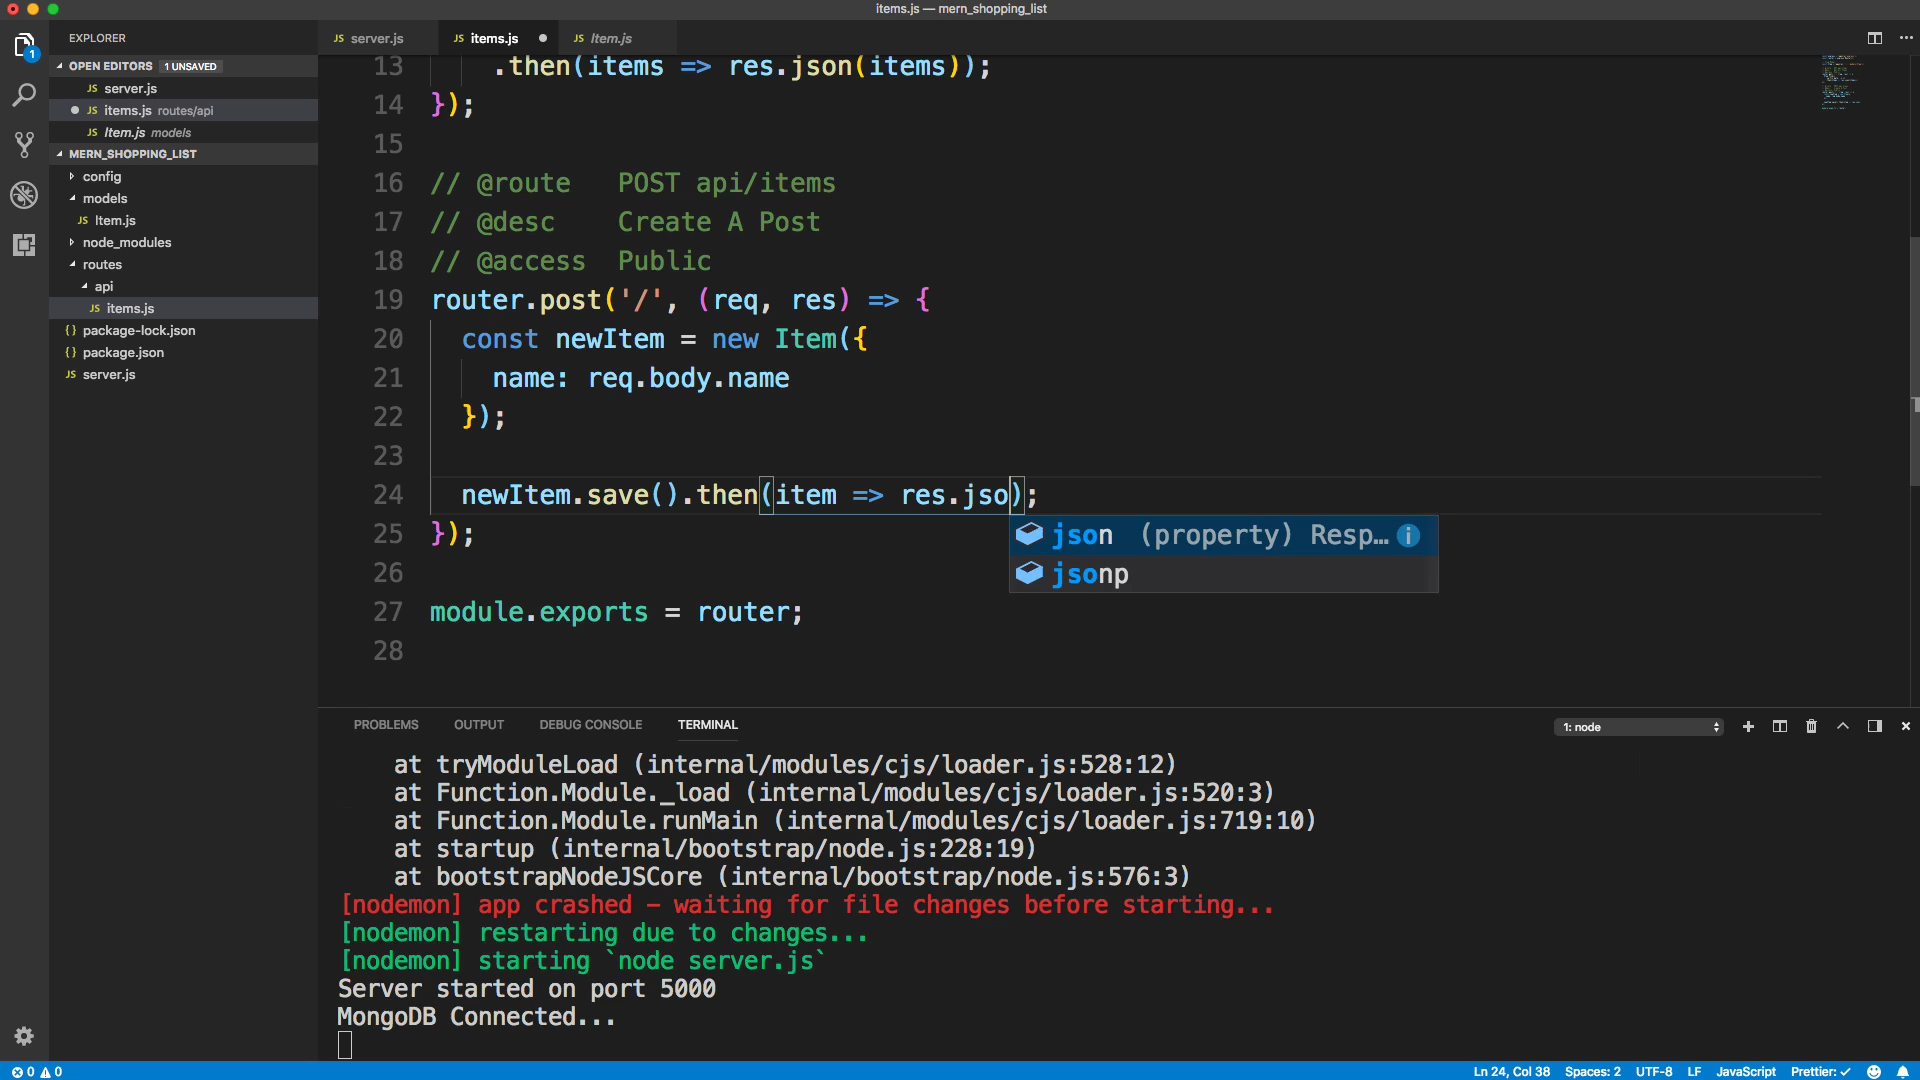 items.js — mern_shopping_list
EXPLORER
OPEN EDITORS 1 UNSAVED
JS server.js
JS items.js routes/api
JS Item.js models
MERN_SHOPPING_LIST
config
models
JS Item.js
node_modules
routes
api
JS items.js
{} package-lock.json
{} package.json
JS server.js
JS server.js
JS items.js
JS Item.js
13 .then(items => res.json(items));
14 });
15
16 // @route POST api/items
17 // @desc Create A Post
18 // @access Public
19 router.post('/', (req, res) => {
20 const newItem = new Item({
21 name: req.body.name
22 });
23
24 newItem.save().then(item => res.jso);
25 });
26
27 module.exports = router;
28
json (property) Resp…
jsonp
PROBLEMS OUTPUT DEBUG CONSOLE TERMINAL
1: node
at tryModuleLoad (internal/modules/cjs/loader.js:528:12)
at Function.Module._load (internal/modules/cjs/loader.js:520:3)
at Function.Module.runMain (internal/modules/cjs/loader.js:719:10)
at startup (internal/bootstrap/node.js:228:19)
at bootstrapNodeJSCore (internal/bootstrap/node.js:576:3)
[nodemon] app crashed - waiting for file changes before starting...
[nodemon] restarting due to changes...
[nodemon] starting `node server.js`
Server started on port 5000
MongoDB Connected...
0 0
Ln 24, Col 38 Spaces: 2 UTF-8 LF JavaScript Prettier: ✓